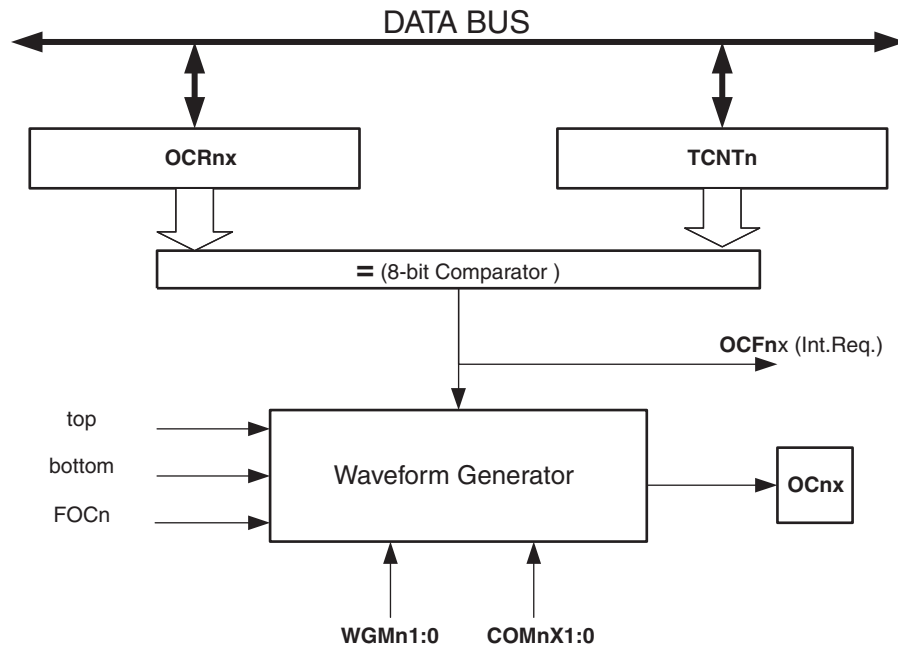 DATA BUS
OCRnx
TCNTn
= (8-bit Comparator )
OCFnx (Int.Req.)
top
bottom
FOCn
Waveform Generator
OCnx
WGMn1:0
COMnX1:0